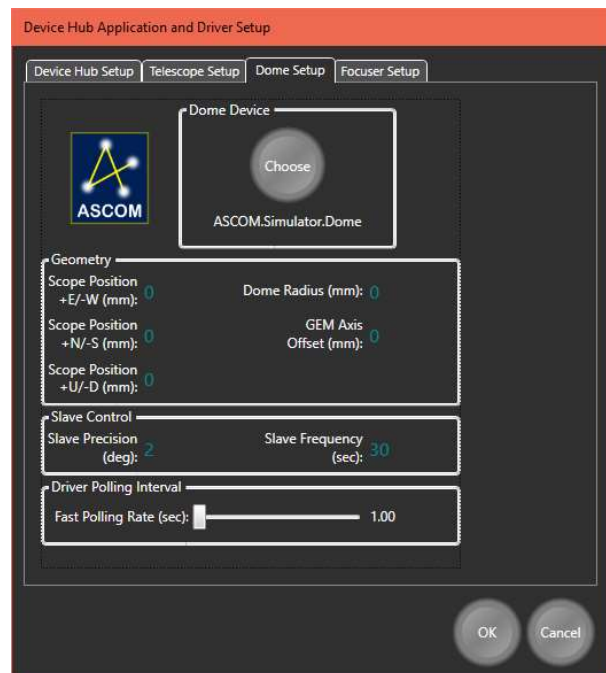 Device Hub Application and Driver Setup
Device Hub Setup
Telescope Setup
Dome Setup
Focuser Setup
ASCOM
Dome Device
Choose
ASCOM.Simulator.Dome
Geometry
Scope Position
+E/-W (mm): 0
Dome Radius (mm): 0
Scope Position
+N/-S (mm): 0
GEM Axis
Offset (mm): 0
Scope Position
+U/-D (mm): 0
Slave Control
Slave Precision
(deg): 2
Slave Frequency
(sec): 30
Driver Polling Interval
Fast Polling Rate (sec): 1.00
OK
Cancel